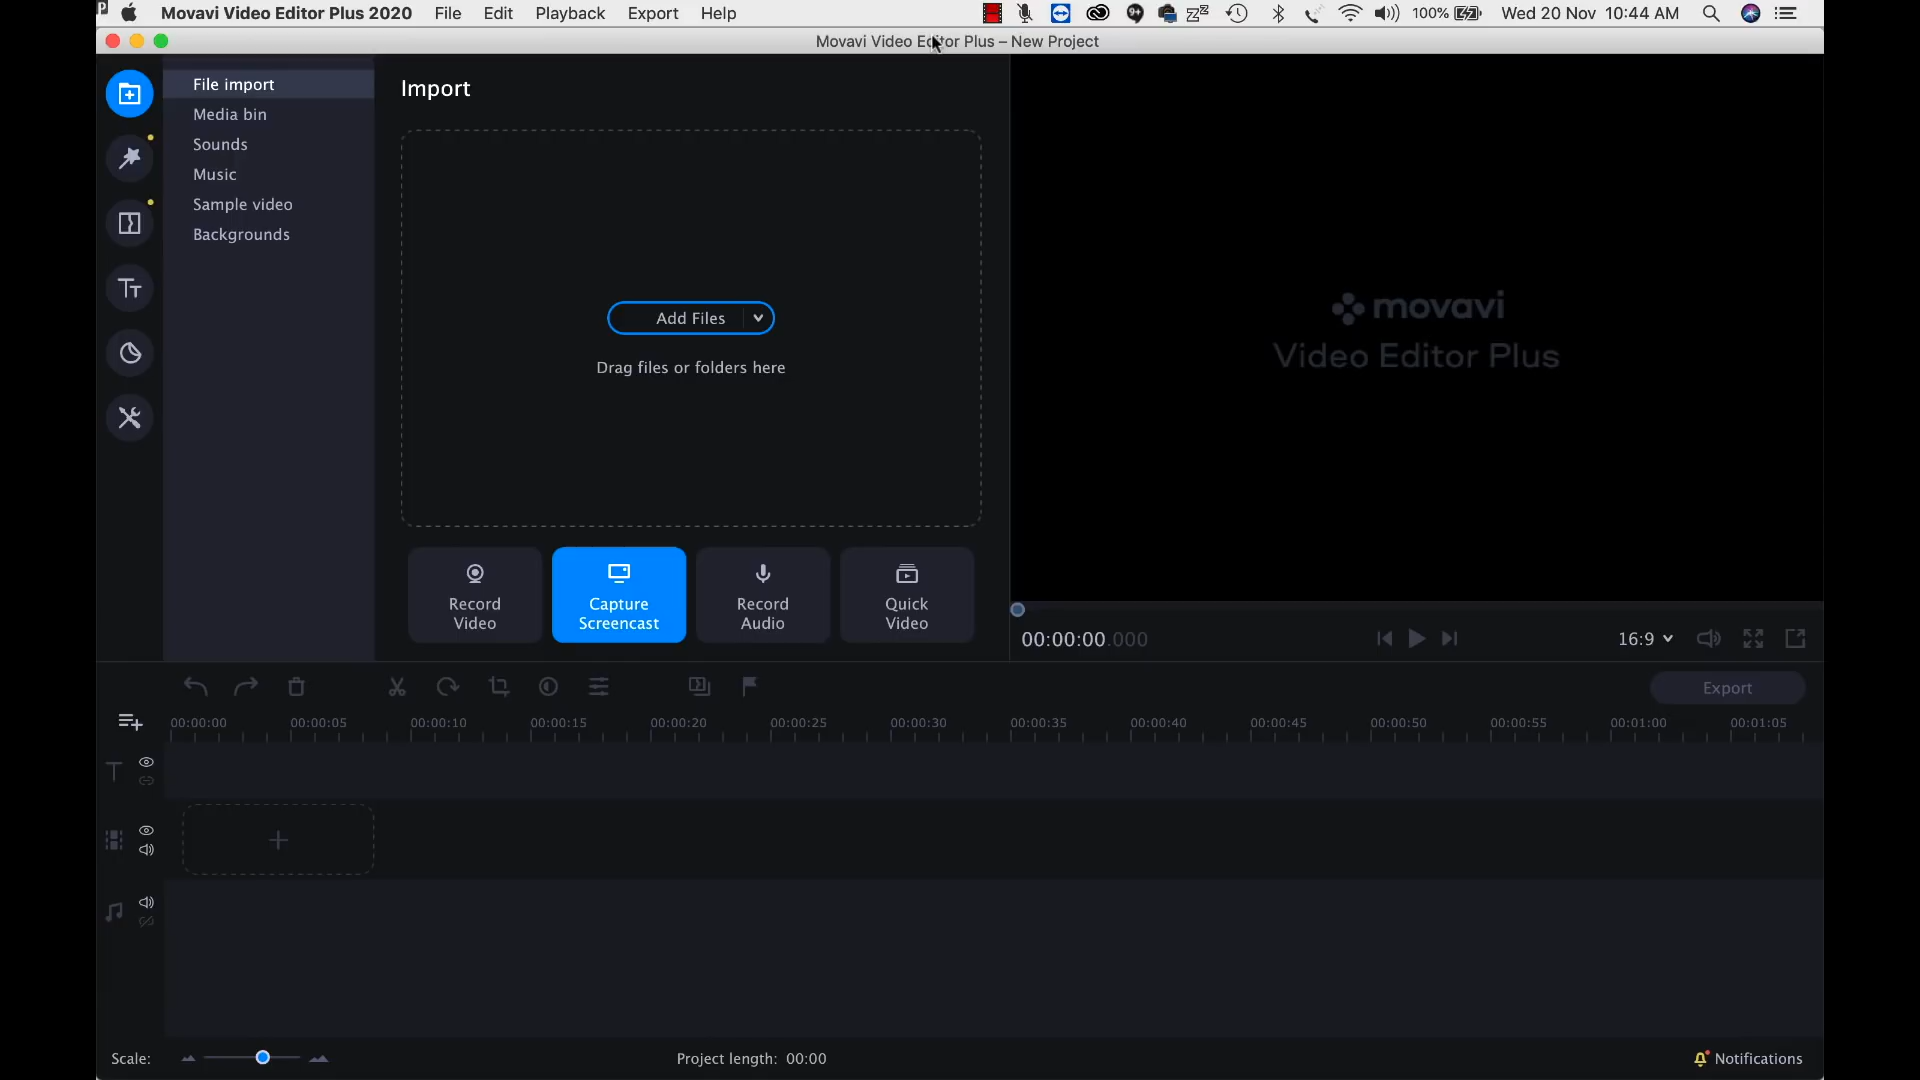 Movavi Video Editor Plus 2020 File Edit Playback Export Help 9+ 100% Wed 20 Nov 10:44 AM
Movavi Video Editor Plus – New Project
File import
Media bin
Sounds
Music
Sample video
Backgrounds
Import
Add Files
Drag files or folders here
Record
Video
Capture
Screencast
Record
Audio
Quick
Video
movavi
Video Editor Plus
00:00:00.000
16:9
Export
00:00:00 00:00:05 00:00:10 00:00:15 00:00:20 00:00:25 00:00:30 00:00:35 00:00:40 00:00:45 00:00:50 00:00:55 00:01:00 00:01:05
Scale:
Project length: 00:00
Notifications